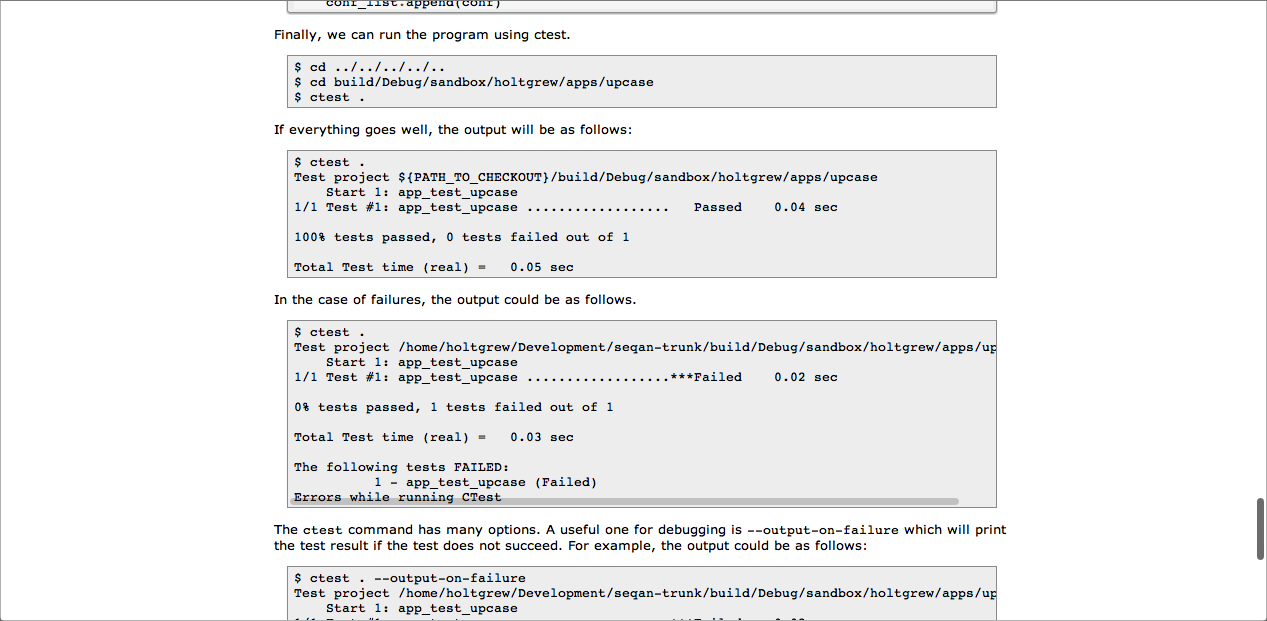 conf_list.append(conf)
Finally, we can run the program using ctest.
$ cd ../../../../..
$ cd build/Debug/sandbox/holtgrew/apps/upcase
$ ctest .
If everything goes well, the output will be as follows:
$ ctest .
Test project ${PATH_TO_CHECKOUT}/build/Debug/sandbox/holtgrew/apps/upcase
    Start 1: app_test_upcase
1/1 Test #1: app_test_upcase ..................   Passed    0.04 sec
100% tests passed, 0 tests failed out of 1
Total Test time (real) =   0.05 sec
In the case of failures, the output could be as follows.
$ ctest .
Test project /home/holtgrew/Development/seqan-trunk/build/Debug/sandbox/holtgrew/apps/up
    Start 1: app_test_upcase
1/1 Test #1: app_test_upcase ..................***Failed    0.02 sec
0% tests passed, 1 tests failed out of 1
Total Test time (real) =   0.03 sec
The following tests FAILED:
          1 - app_test_upcase (Failed)
Errors while running CTest
The ctest command has many options. A useful one for debugging is --output-on-failure which will print
the test result if the test does not succeed. For example, the output could be as follows:
$ ctest . --output-on-failure
Test project /home/holtgrew/Development/seqan-trunk/build/Debug/sandbox/holtgrew/apps/up
    Start 1: app_test_upcase